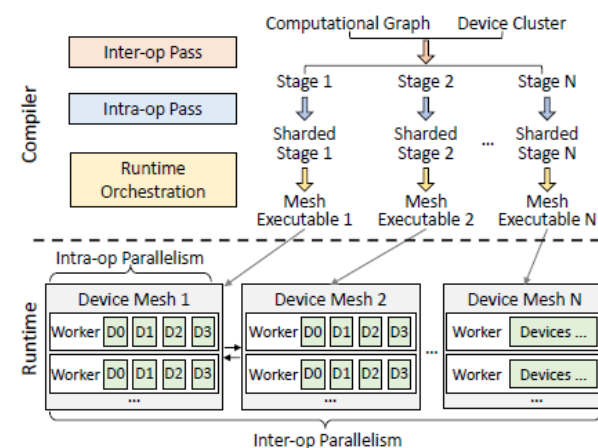 Computational Graph Device Cluster
Inter-op Pass
Stage 1 Stage 2 Stage N
Intra-op Pass
Sharded Sharded Sharded
Stage 1 Stage 2 ... Stage N
Runtime
Orchestration
Mesh Mesh Mesh
Executable 1 Executable 2 Executable N
Compiler
Intra-op Parallelism
Device Mesh 1 Device Mesh 2 Device Mesh N
Worker D0 D1 D2 D3 Worker D0 D1 D2 D3 Worker Devices ...
...
Worker D0 D1 D2 D3 Worker D0 D1 D2 D3 Worker Devices ...
... ... ...
Runtime
Inter-op Parallelism